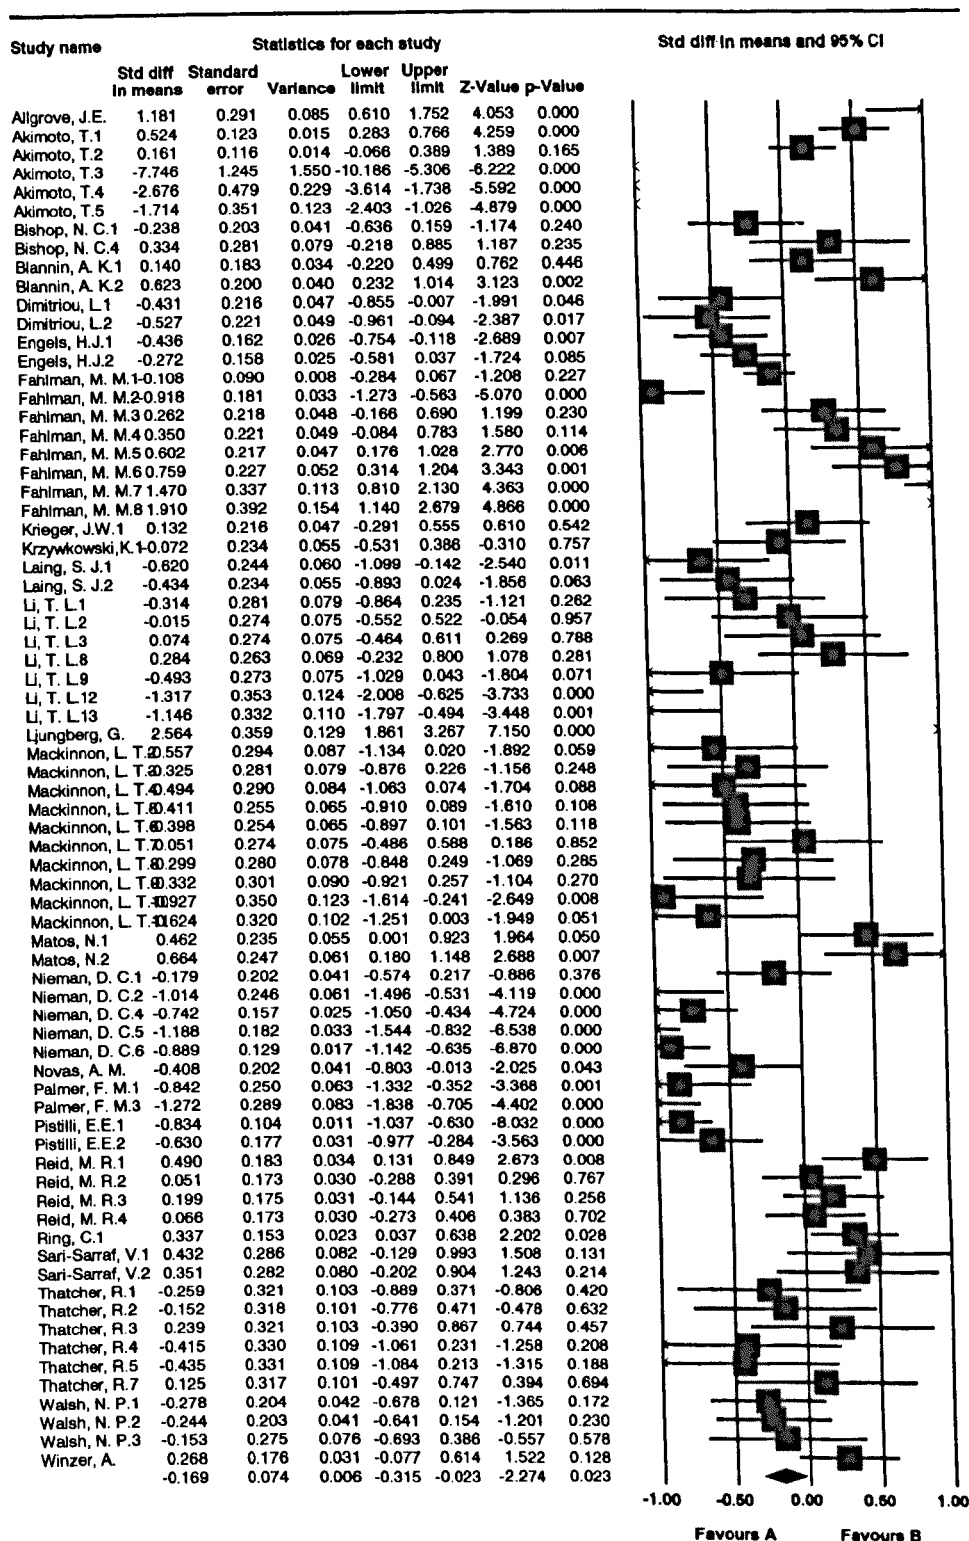 Study name Statistics for each study Std diff in means and 95% CI
Std diff Standard Lower Upper
in means error Variance limit limit Z-Value p-Value
Allgrove, J.E. 1.181 0.291 0.085 0.610 1.752 4.053 0.000
Akimoto, T.1 0.524 0.123 0.015 0.283 0.766 4.259 0.000
Akimoto, T.2 0.161 0.116 0.014 -0.066 0.389 1.389 0.165
Akimoto, T.3 -7.746 1.245 1.550 -10.186 -5.306 -6.222 0.000
Akimoto, T.4 -2.676 0.479 0.229 -3.614 -1.738 -5.592 0.000
Akimoto, T.5 -1.714 0.351 0.123 -2.403 -1.026 -4.879 0.000
Bishop, N. C.1 -0.238 0.203 0.041 -0.636 0.159 -1.174 0.240
Bishop, N. C.4 0.334 0.281 0.079 -0.218 0.885 1.187 0.235
Blannin, A. K.1 0.140 0.183 0.034 -0.220 0.499 0.762 0.446
Blannin, A. K.2 0.623 0.200 0.040 0.232 1.014 3.123 0.002
Dimitriou, L.1 -0.431 0.216 0.047 -0.855 -0.007 -1.991 0.046
Dimitriou, L.2 -0.527 0.221 0.049 -0.961 -0.094 -2.387 0.017
Engels, H.J.1 -0.436 0.162 0.026 -0.754 -0.118 -2.689 0.007
Engels, H.J.2 -0.272 0.158 0.025 -0.581 0.037 -1.724 0.085
Fahlman, M. M.1 -0.108 0.090 0.008 -0.284 0.067 -1.208 0.227
Fahlman, M. M.2 -0.918 0.181 0.033 -1.273 -0.563 -5.070 0.000
Fahlman, M. M.3 0.262 0.218 0.048 -0.166 0.690 1.199 0.230
Fahlman, M. M.4 0.350 0.221 0.049 -0.084 0.783 1.580 0.114
Fahlman, M. M.5 0.602 0.217 0.047 0.176 1.028 2.770 0.006
Fahlman, M. M.6 0.759 0.227 0.052 0.314 1.204 3.343 0.001
Fahlman, M. M.7 1.470 0.337 0.113 0.810 2.130 4.363 0.000
Fahlman, M. M.8 1.910 0.392 0.154 1.140 2.679 4.866 0.000
Krieger, J.W.1 0.132 0.216 0.047 -0.291 0.555 0.610 0.542
Krzywkowski,K.1 -0.072 0.234 0.055 -0.531 0.386 -0.310 0.757
Laing, S. J.1 -0.620 0.244 0.060 -1.099 -0.142 -2.540 0.011
Laing, S. J.2 -0.434 0.234 0.055 -0.893 0.024 -1.856 0.063
Li, T. L.1 -0.314 0.281 0.079 -0.864 0.235 -1.121 0.262
Li, T. L.2 -0.015 0.274 0.075 -0.552 0.522 -0.054 0.957
Li, T. L.3 0.074 0.274 0.075 -0.464 0.611 0.269 0.788
Li, T. L.8 0.284 0.263 0.069 -0.232 0.800 1.078 0.281
Li, T. L.9 -0.493 0.273 0.075 -1.029 0.043 -1.804 0.071
Li, T. L.12 -1.317 0.353 0.124 -2.008 -0.625 -3.733 0.000
Li, T. L.13 -1.146 0.332 0.110 -1.797 -0.494 -3.448 0.001
Ljungberg, G. 2.564 0.359 0.129 1.861 3.267 7.150 0.000
Mackinnon, L. T. 0.557 0.294 0.087 -1.134 0.020 -1.892 0.059
Mackinnon, L. T. 0.325 0.281 0.079 -0.876 0.226 -1.156 0.248
Mackinnon, L. T. 0.494 0.290 0.084 -1.063 0.074 -1.704 0.088
Mackinnon, L. T. 0.411 0.255 0.065 -0.910 0.089 -1.610 0.108
Mackinnon, L. T. 0.398 0.254 0.065 -0.897 0.101 -1.563 0.118
Mackinnon, L. T. 0.051 0.274 0.075 -0.486 0.588 0.186 0.852
Mackinnon, L. T. 0.299 0.280 0.078 -0.848 0.249 -1.069 0.285
Mackinnon, L. T. 0.332 0.301 0.090 -0.921 0.257 -1.104 0.270
Mackinnon, L. T. 0.350 0.123 -1.614 -0.241 -2.649 0.008
Mackinnon, L. T. 0.320 0.102 -1.251 0.003 -1.949 0.051
Matos, N.1 0.462 0.235 0.055 0.001 0.923 1.964 0.050
Matos, N.2 0.664 0.247 0.061 0.180 1.148 2.688 0.007
Nieman, D. C.1 -0.179 0.202 0.041 -0.574 0.217 -0.886 0.376
Nieman, D. C.2 -1.014 0.246 0.061 -1.496 -0.531 -4.119 0.000
Nieman, D. C.4 -0.742 0.157 0.025 -1.050 -0.434 -4.724 0.000
Nieman, D. C.5 -1.188 0.182 0.033 -1.544 -0.832 -6.538 0.000
Nieman, D. C.6 -0.889 0.129 0.017 -1.142 -0.635 -6.870 0.000
Novas, A. M. -0.408 0.202 0.041 -0.803 -0.013 -2.025 0.043
Palmer, F. M.1 -0.842 0.250 0.063 -1.332 -0.352 -3.368 0.001
Palmer, F. M.3 -1.272 0.289 0.083 -1.838 -0.705 -4.402 0.000
Pistilli, E.E.1 -0.834 0.104 0.011 -1.037 -0.630 -8.032 0.000
Pistilli, E.E.2 -0.630 0.177 0.031 -0.977 -0.284 -3.563 0.000
Reid, M. R.1 0.490 0.183 0.034 0.131 0.849 2.673 0.008
Reid, M. R.2 0.051 0.173 0.030 -0.288 0.391 0.296 0.767
Reid, M. R.3 0.199 0.175 0.031 -0.144 0.541 1.136 0.256
Reid, M. R.4 0.066 0.173 0.030 -0.273 0.406 0.383 0.702
Ring, C.1 0.337 0.153 0.023 0.037 0.638 2.202 0.028
Sari-Sarraf, V.1 0.432 0.286 0.082 -0.129 0.993 1.508 0.131
Sari-Sarraf, V.2 0.351 0.282 0.080 -0.202 0.904 1.243 0.214
Thatcher, R.1 -0.259 0.321 0.103 -0.889 0.371 -0.806 0.420
Thatcher, R.2 -0.152 0.318 0.101 -0.776 0.471 -0.478 0.632
Thatcher, R.3 0.239 0.321 0.103 -0.390 0.867 0.744 0.457
Thatcher, R.4 -0.415 0.330 0.109 -1.061 0.231 -1.258 0.208
Thatcher, R.5 -0.435 0.331 0.109 -1.084 0.213 -1.315 0.188
Thatcher, R.7 0.125 0.317 0.101 -0.497 0.747 0.394 0.694
Walsh, N. P.1 -0.278 0.204 0.042 -0.678 0.121 -1.365 0.172
Walsh, N. P.2 -0.244 0.203 0.041 -0.641 0.154 -1.201 0.230
Walsh, N. P.3 -0.153 0.275 0.076 -0.693 0.386 -0.557 0.578
Winzer, A. 0.268 0.176 0.031 -0.077 0.614 1.522 0.128
-0.169 0.074 0.006 -0.315 -0.023 -2.274 0.023
-1.00 -0.50 0.00 0.50 1.00
Favours A Favours B